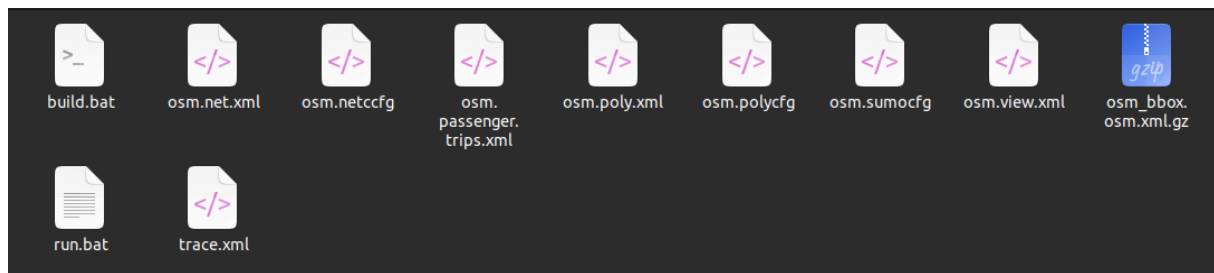 >_
</>
</>
</>
</>
</>
</>
</>
gzip
build.bat
osm.net.xml
osm.netccfg
osm.
passenger.
trips.xml
osm.poly.xml
osm.polycfg
osm.sumocfg
osm.view.xml
osm_bbox.
osm.xml.gz
</>
run.bat
trace.xml